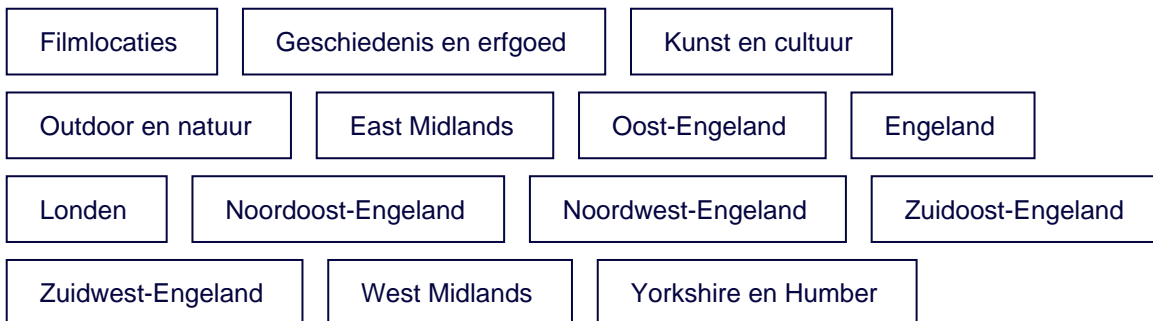 Filmlocaties Geschiedenis en erfgoed Kunst en cultuur
Outdoor en natuur East Midlands Oost-Engeland Engeland
Londen Noordoost-Engeland Noordwest-Engeland Zuidoost-Engeland
Zuidwest-Engeland West Midlands Yorkshire en Humber